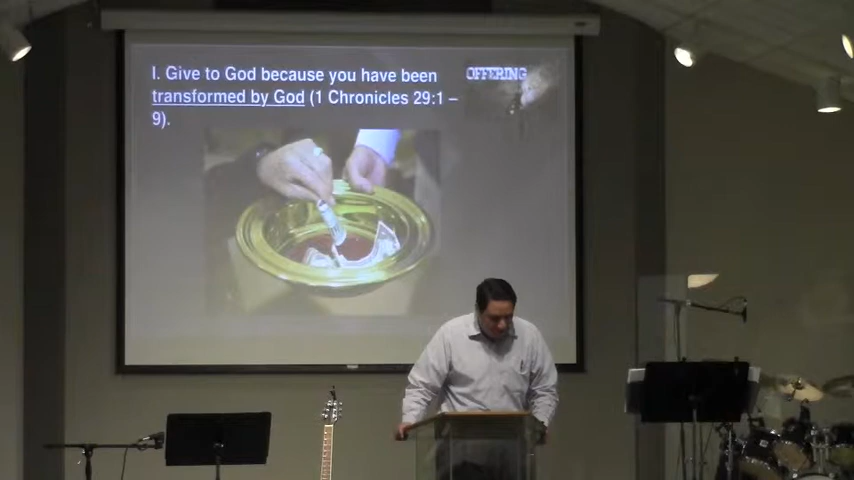 I. Give to God because you have been
transformed by God (1 Chronicles 29:1 –
9).
OFFERING